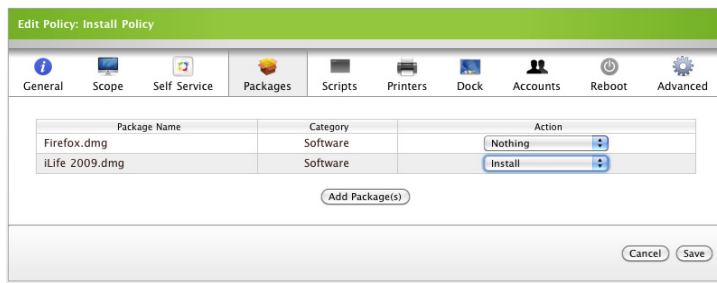 Edit Policy: Install Policy
General Scope Self Service Packages Scripts Printers Dock Accounts Reboot Advanced
Package Name Category Action
Firefox.dmg Software Nothing
iLife 2009.dmg Software Install
Add Package(s)
Cancel Save